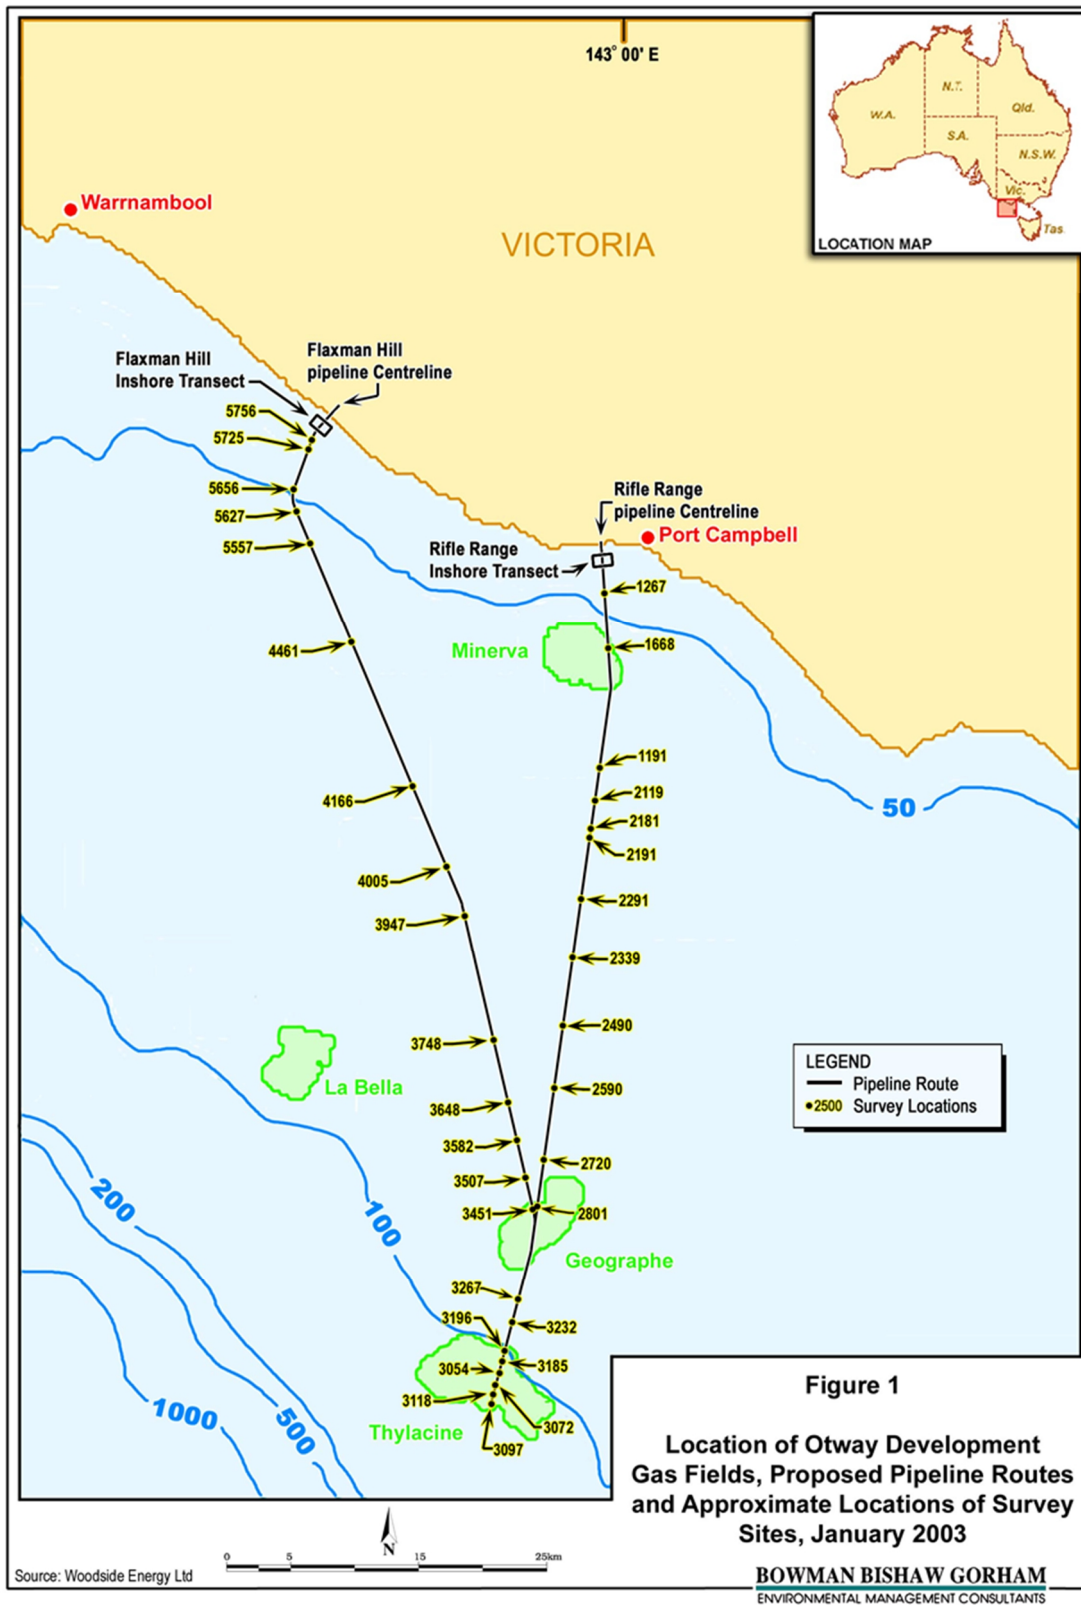 143° 00' E
W.A.
N.T.
Qld.
S.A.
N.S.W.
Vic.
Tas
LOCATION MAP
Warrnambool
VICTORIA
Flaxman Hill
Inshore Transect
Flaxman Hill
pipeline Centreline
5756
5725
5656
5627
5557
Rifle Range
pipeline Centreline
Port Campbell
Rifle Range
Inshore Transect
1267
Minerva
1668
4461
1191
4166
2119
50
2181
2191
4005
2291
3947
2339
2490
3748
LEGEND
Pipeline Route
2500 Survey Locations
La Bella
2590
3648
3582
2720
3507
200
100
3451
2801
Geographe
3267
3196
3232
3054
3185
3118
3072
Thylacine
3097
1000
500
Figure 1
Location of Otway Development
Gas Fields, Proposed Pipeline Routes
and Approximate Locations of Survey
Sites, January 2003
N
0 5 15 25km
Source: Woodside Energy Ltd
BOWMAN BISHAW GORHAM
ENVIRONMENTAL MANAGEMENT CONSULTANTS